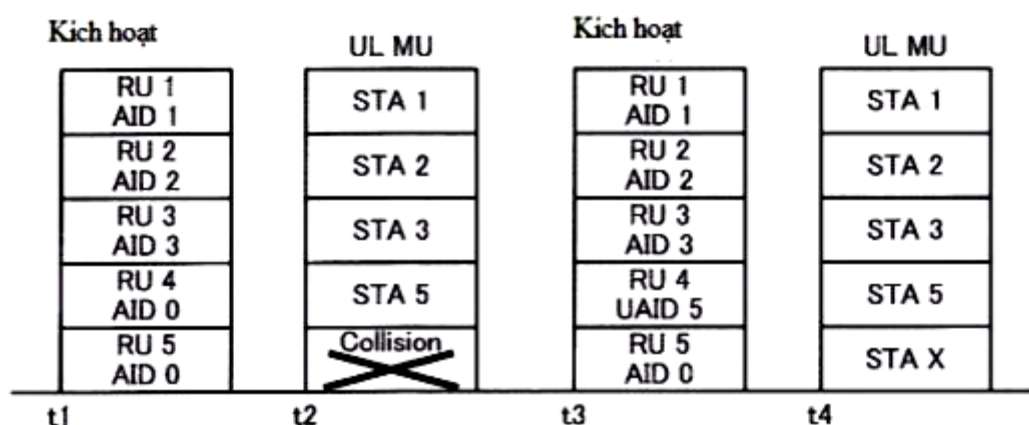 Kích hoạt
RU 1
AID 1
RU 2
AID 2
RU 3
AID 3
RU 4
AID 0
RU 5
AID 0
t1
UL MU
STA 1
STA 2
STA 3
STA 5
Collision
t2
Kích hoạt
RU 1
AID 1
RU 2
AID 2
RU 3
AID 3
RU 4
UAID 5
RU 5
AID 0
t3
UL MU
STA 1
STA 2
STA 3
STA 5
STA X
t4